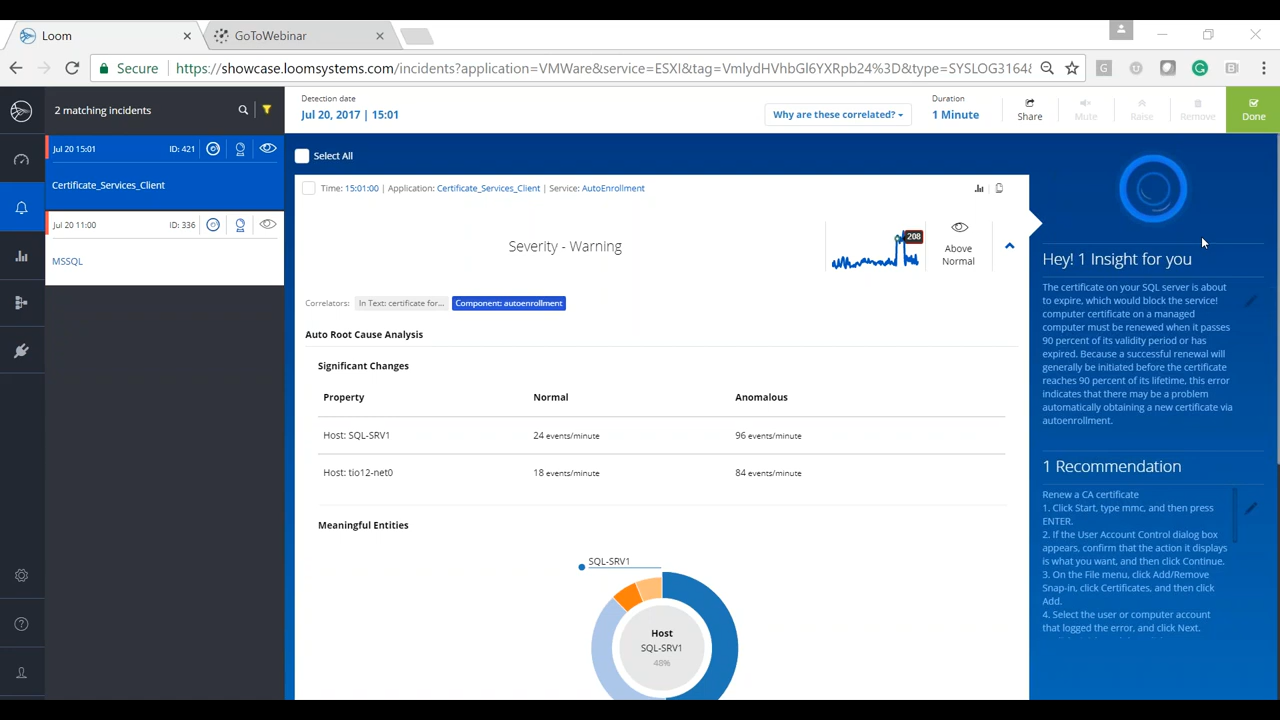 Loom
GoToWebinar
Secure
https://showcase.loomsystems.com/incidents?application=VMWare&service=ESXI&tag=VmlydHVhbGl6YXRpb24%3D&type=SYSLOG3164&
2 matching incidents
Detection date
Jul 20, 2017 | 15:01
Why are these correlated?
Duration
1 Minute
Share
Mute
Raise
Remove
Done
Jul 20 15:01
ID: 421
Certificate_Services_Client
Jul 20 11:00
ID: 336
MSSQL
Select All
Time: 15:01:00 | Application: Certificate_Services_Client | Service: AutoEnrollment
Severity - Warning
208
Above
Normal
Correlators:
In Text: certificate for...
Component: autoenrollment
Auto Root Cause Analysis
Significant Changes
Property
Normal
Anomalous
Host: SQL-SRV1
24 events/minute
96 events/minute
Host: tio12-net0
18 events/minute
84 events/minute
Meaningful Entities
SQL-SRV1
Host
SQL-SRV1
48%
Hey! 1 Insight for you
The certificate on your SQL server is about
to expire, which would block the service!
computer certificate on a managed
computer must be renewed when it passes
90 percent of its validity period or has
expired. Because a successful renewal will
generally be initiated before the certificate
reaches 90 percent of its lifetime, this error
indicates that there may be a problem
automatically obtaining a new certificate via
autoenrollment.
1 Recommendation
Renew a CA certificate
1. Click Start, type mmc, and then press
ENTER.
2. If the User Account Control dialog box
appears, confirm that the action it displays
is what you want, and then click Continue.
3. On the File menu, click Add/Remove
Snap-in, click Certificates, and then click
Add.
4. Select the user or computer account
that logged the error, and click Next.